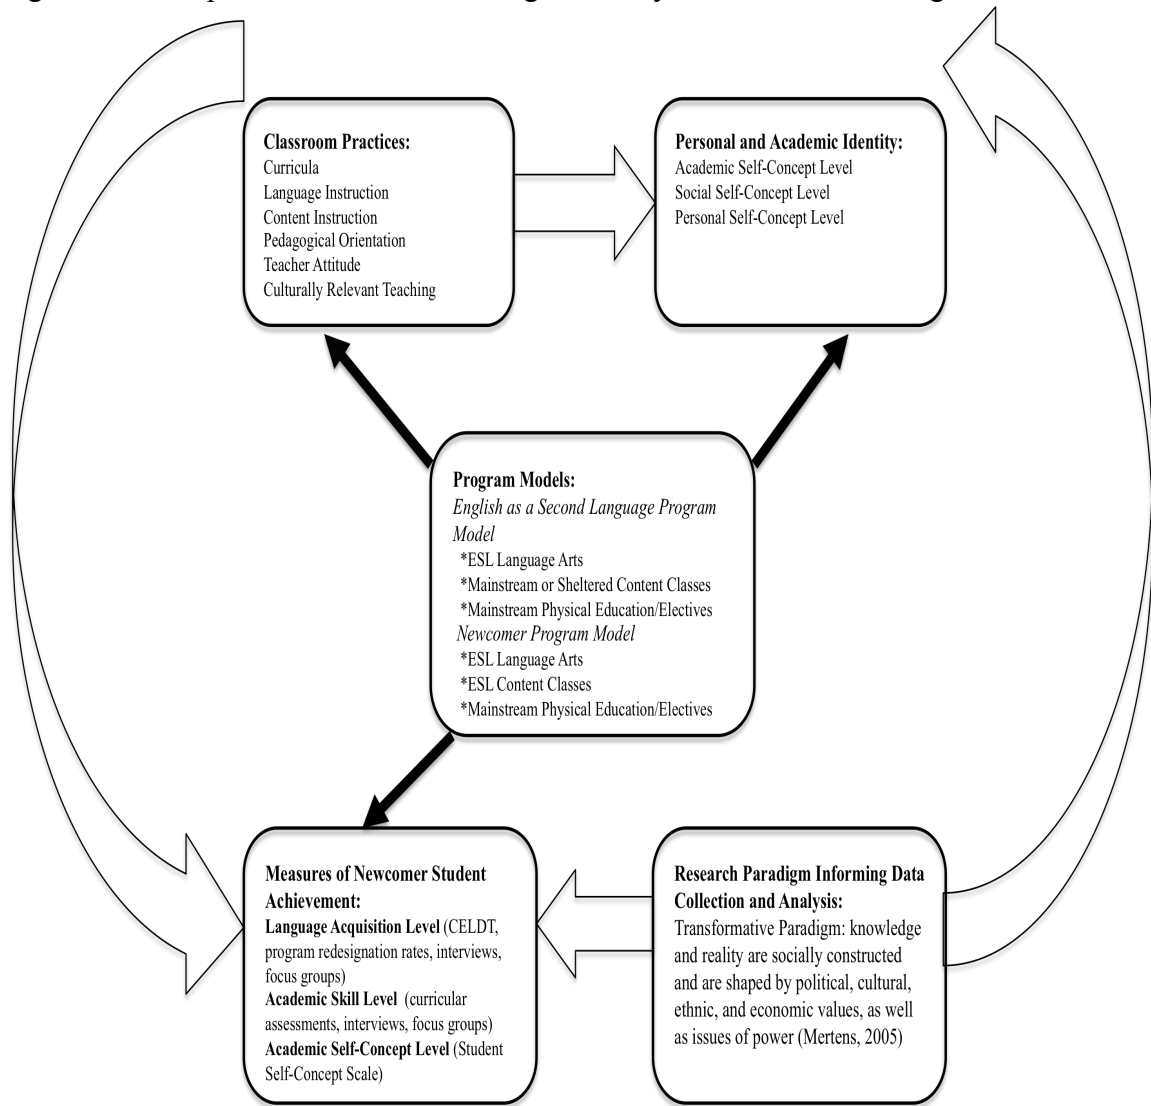 Classroom Practices:
Curricula
Language Instruction
Content Instruction
Pedagogical Orientation
Teacher Attitude
Culturally Relevant Teaching
Personal and Academic Identity:
Academic Self-Concept Level
Social Self-Concept Level
Personal Self-Concept Level
Program Models:
English as a Second Language Program
Model
*ESL Language Arts
*Mainstream or Sheltered Content Classes
*Mainstream Physical Education/Electives
Newcomer Program Model
*ESL Language Arts
*ESL Content Classes
*Mainstream Physical Education/Electives
Measures of Newcomer Student
Achievement:
Language Acquisition Level (CELDT,
program redesignation rates, interviews,
focus groups)
Academic Skill Level (curricular
assessments, interviews, focus groups)
Academic Self-Concept Level (Student
Self-Concept Scale)
Research Paradigm Informing Data
Collection and Analysis:
Transformative Paradigm: knowledge
and reality are socially constructed
and are shaped by political, cultural,
ethnic, and economic values, as well
as issues of power (Mertens, 2005)